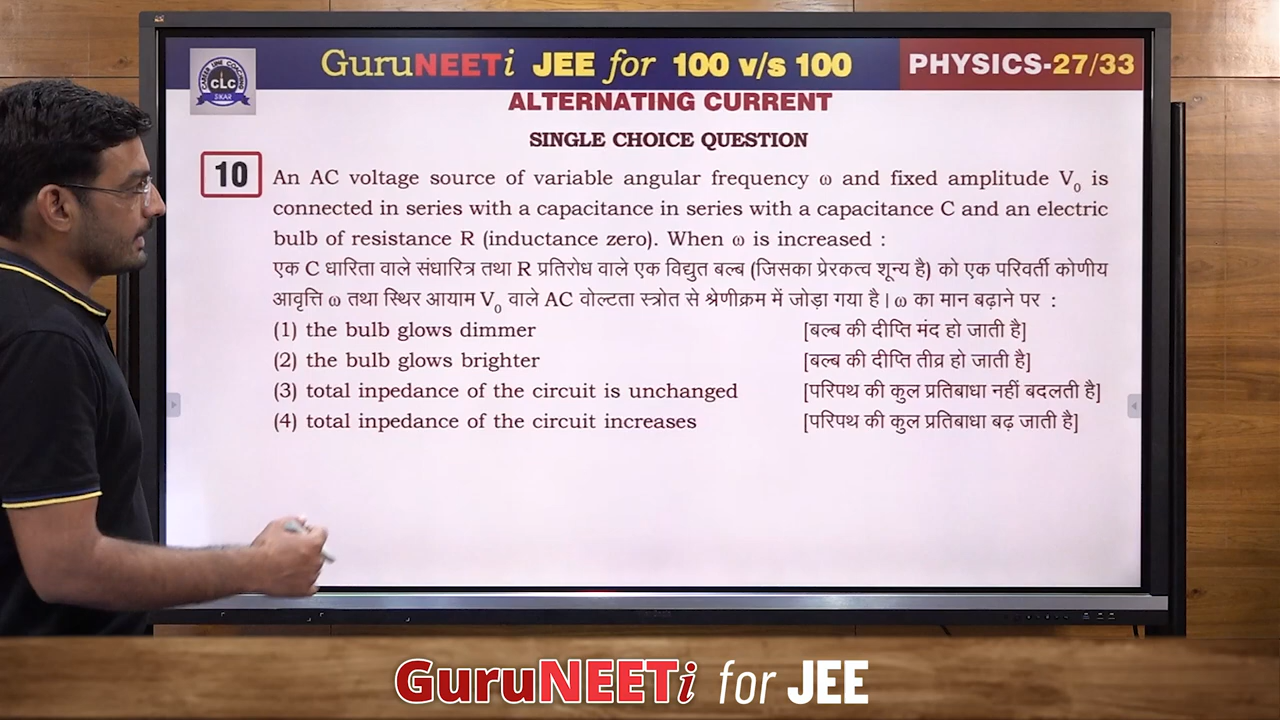 GuruNEETi JEE for 100 v/s 100
PHYSICS-27/33
CLC
SIKAR
ALTERNATING CURRENT
SINGLE CHOICE QUESTION
10
An AC voltage source of variable angular frequency ω and fixed amplitude V₀ is
connected in series with a capacitance in series with a capacitance C and an electric
bulb of resistance R (inductance zero). When ω is increased :
एक C धारिता वाले संधारित्र तथा R प्रतिरोध वाले एक विद्युत बल्ब (जिसका प्रेरकत्व शून्य है) को एक परिवर्ती कोणीय
आवृत्ति ω तथा स्थिर आयाम V₀ वाले AC वोल्टता स्त्रोत से श्रेणीक्रम में जोड़ा गया है। ω का मान बढ़ाने पर :
(1) the bulb glows dimmer [बल्ब की दीप्ति मंद हो जाती है]
(2) the bulb glows brighter [बल्ब की दीप्ति तीव्र हो जाती है]
(3) total inpedance of the circuit is unchanged [परिपथ की कुल प्रतिबाधा नहीं बदलती है]
(4) total inpedance of the circuit increases [परिपथ की कुल प्रतिबाधा बढ़ जाती है]
GuruNEETi for JEE